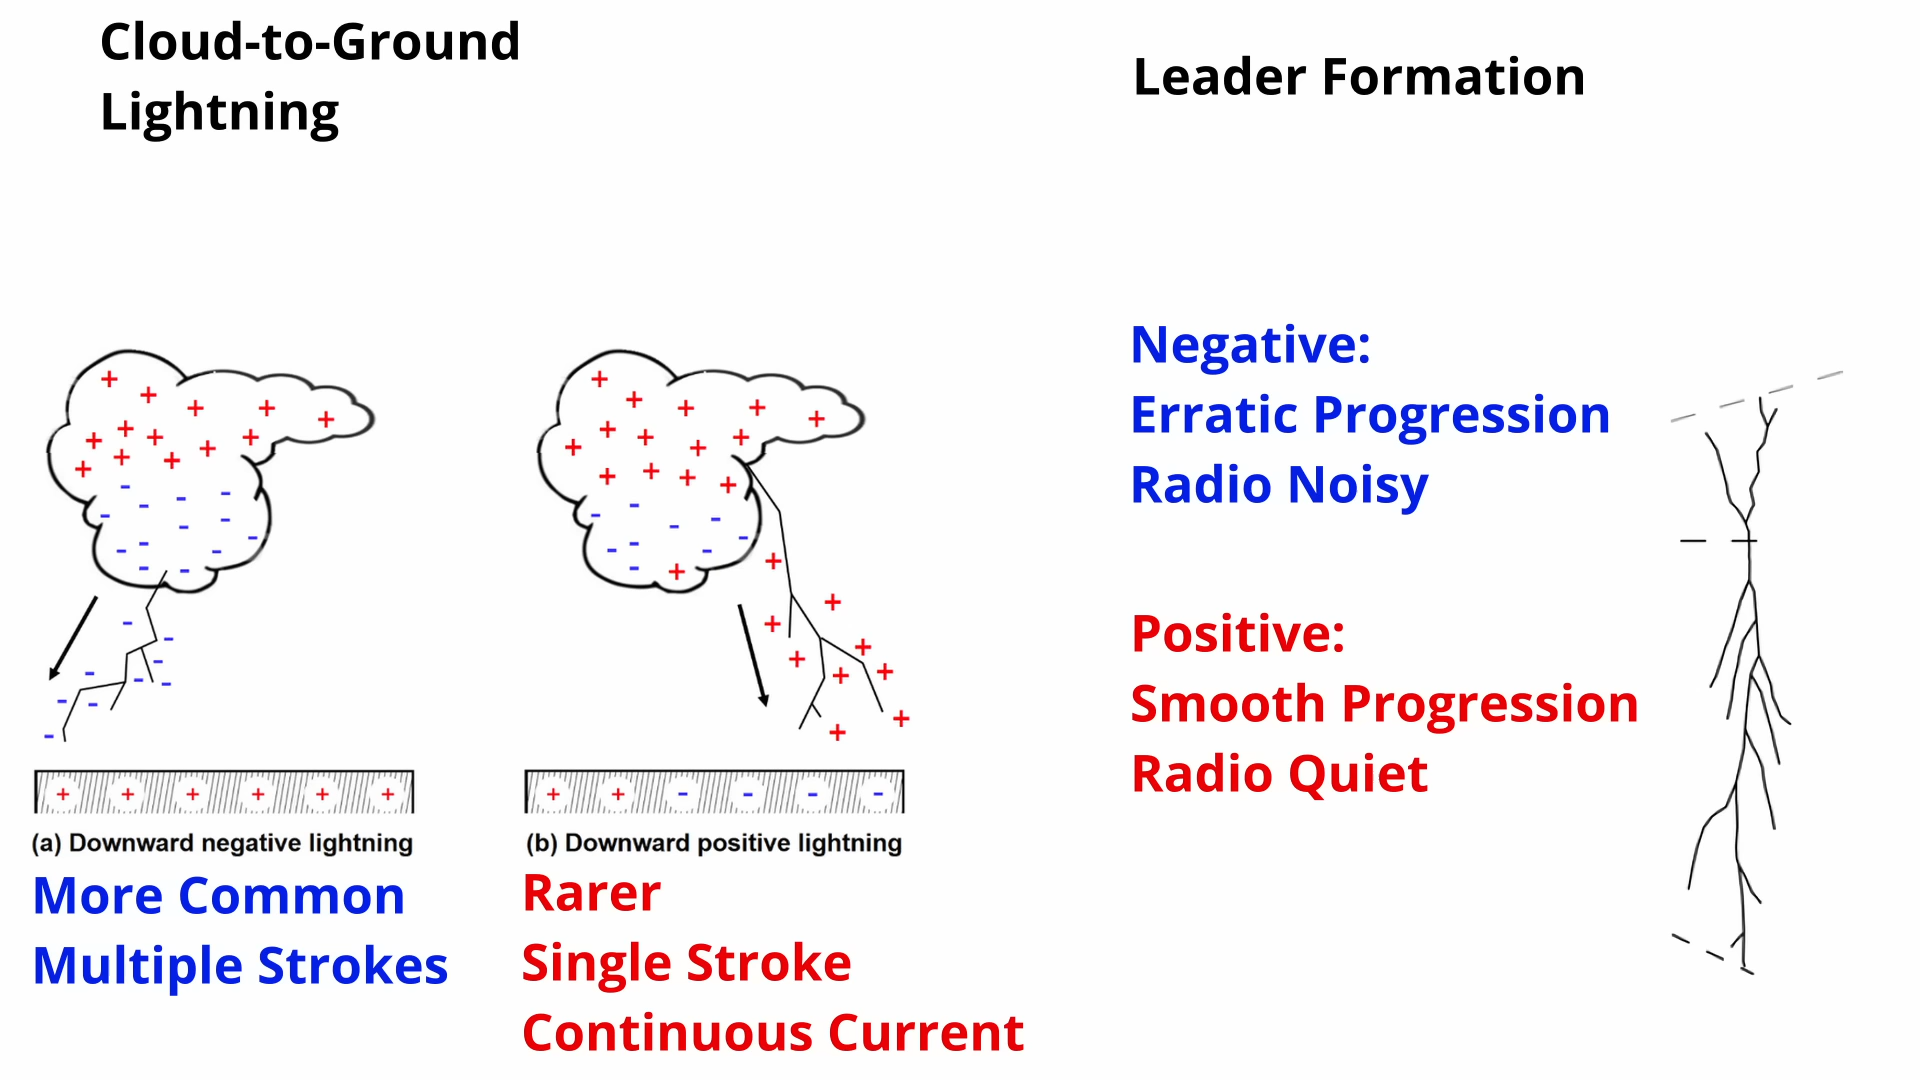 Cloud-to-Ground
Lightning
Leader Formation
(a) Downward negative lightning
More Common
Multiple Strokes
(b) Downward positive lightning
Rarer
Single Stroke
Continuous Current
Negative:
Erratic Progression
Radio Noisy
Positive:
Smooth Progression
Radio Quiet